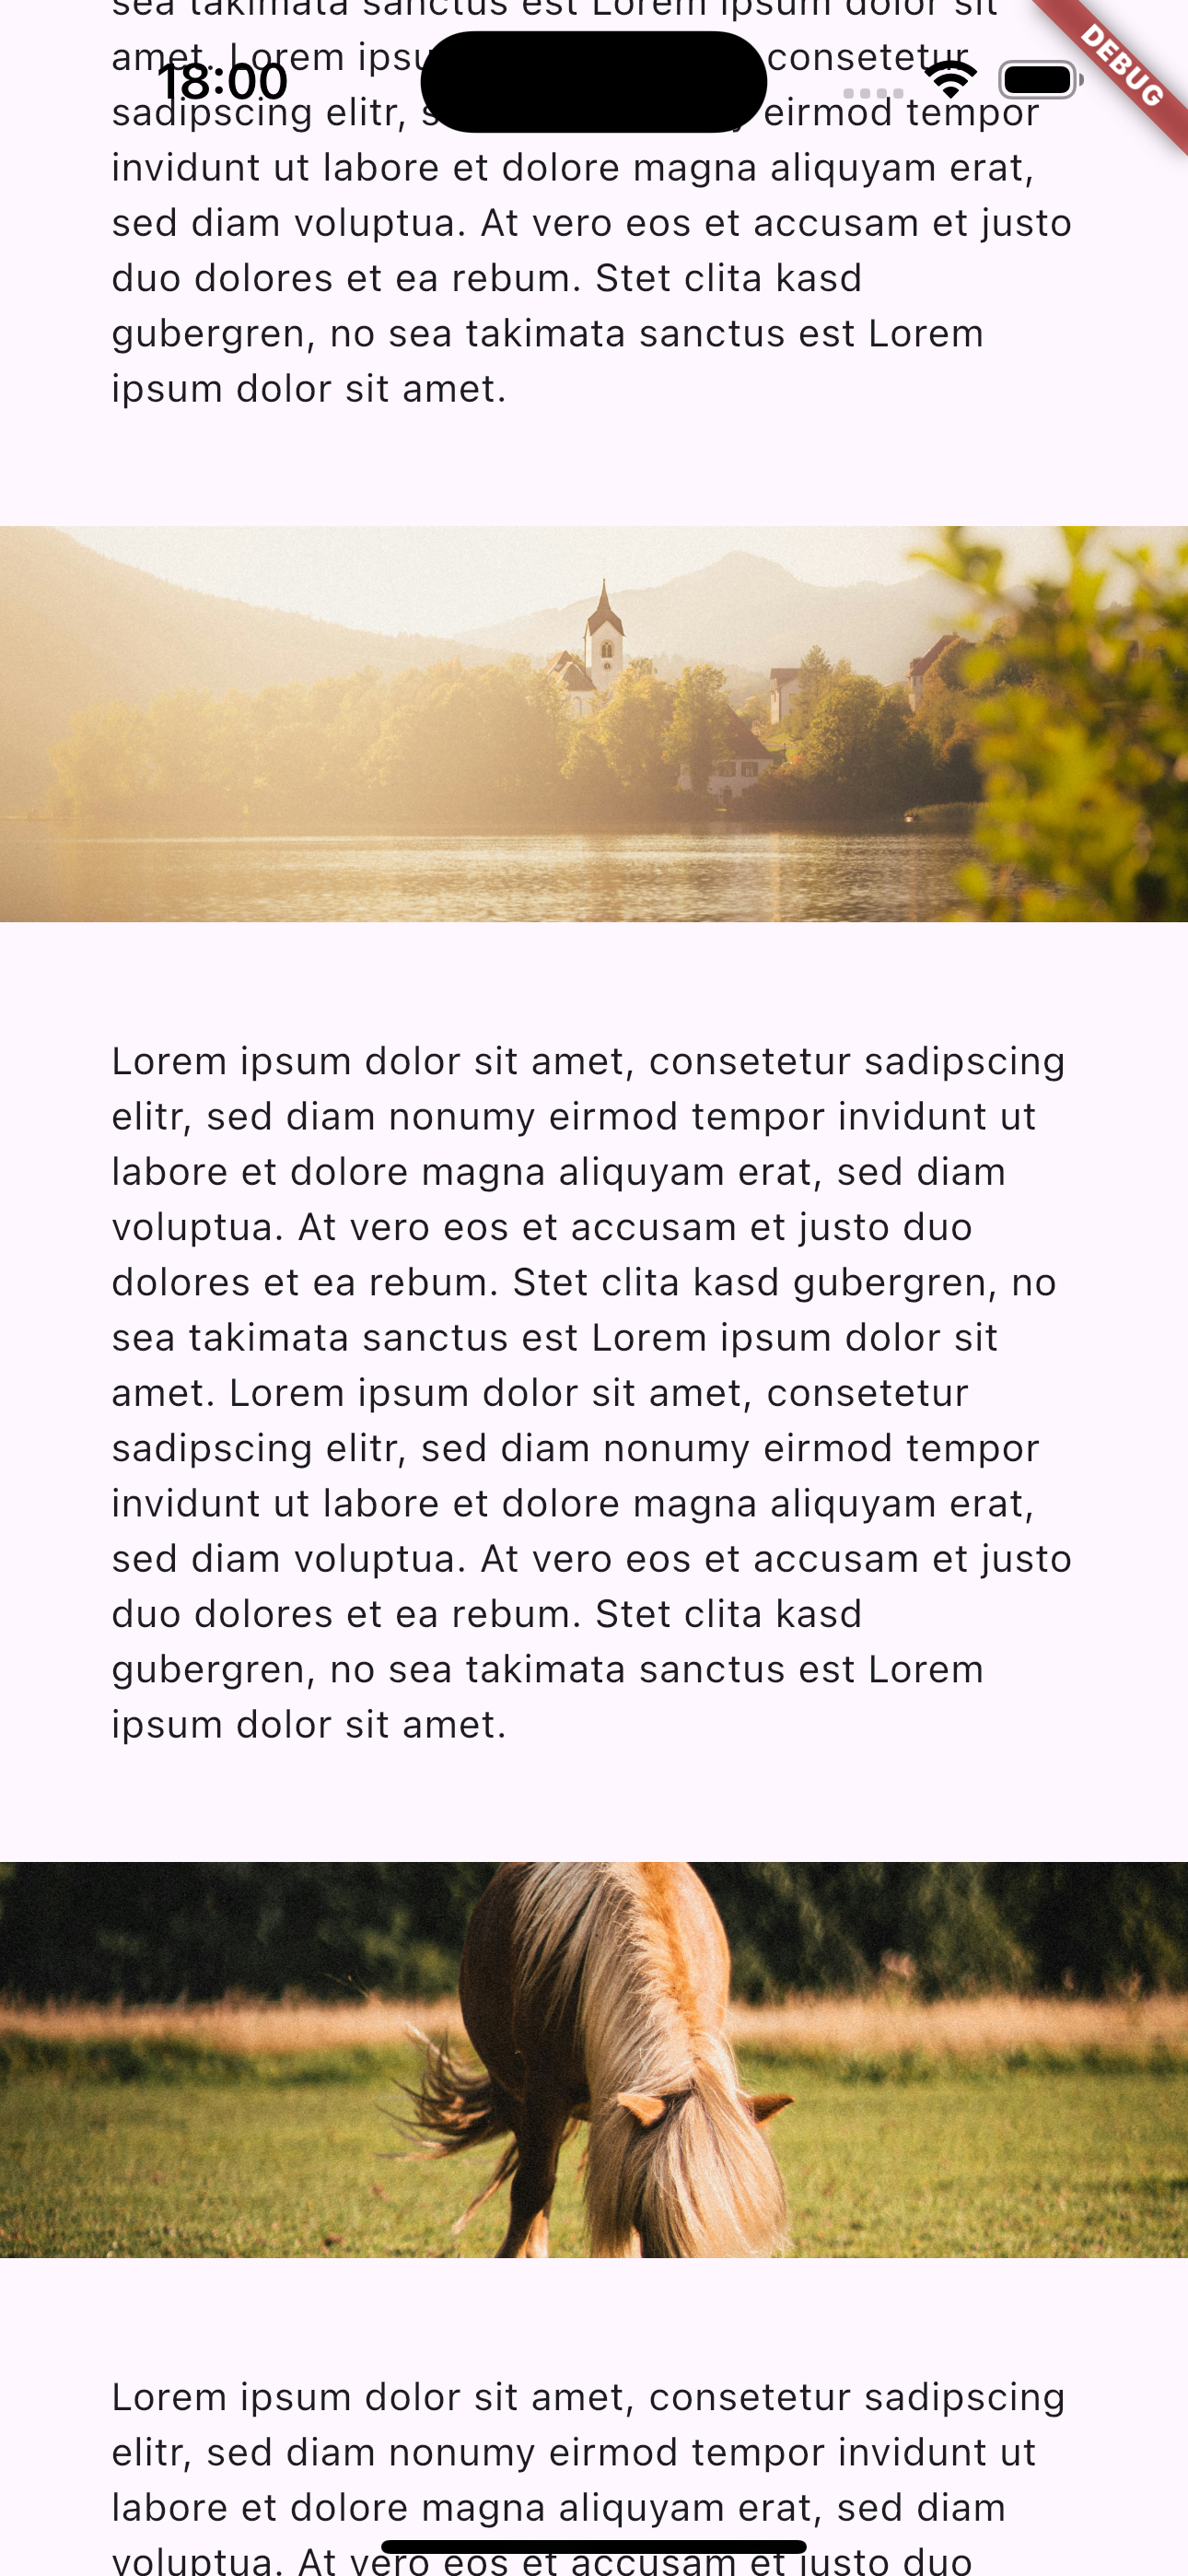 sea takimata sanctus est Lorem ipsum dolor sit
amet. Lorem consetetur
18:00
DEBUG
sadipscing elitr, eirmod tempor
invidunt ut labore et dolore magna aliquyam erat,
sed diam voluptua. At vero eos et accusam et justo
duo dolores et ea rebum. Stet clita kasd
gubergren, no sea takimata sanctus est Lorem
ipsum dolor sit amet.
Lorem ipsum dolor sit amet, consetetur sadipscing
elitr, sed diam nonumy eirmod tempor invidunt ut
labore et dolore magna aliquyam erat, sed diam
voluptua. At vero eos et accusam et justo duo
dolores et ea rebum. Stet clita kasd gubergren, no
sea takimata sanctus est Lorem ipsum dolor sit
amet. Lorem ipsum dolor sit amet, consetetur
sadipscing elitr, sed diam nonumy eirmod tempor
invidunt ut labore et dolore magna aliquyam erat,
sed diam voluptua. At vero eos et accusam et justo
duo dolores et ea rebum. Stet clita kasd
gubergren, no sea takimata sanctus est Lorem
ipsum dolor sit amet.
Lorem ipsum dolor sit amet, consetetur sadipscing
elitr, sed diam nonumy eirmod tempor invidunt ut
labore et dolore magna aliquyam erat, sed diam
voluptua. At vero eos et accusam et justo duo